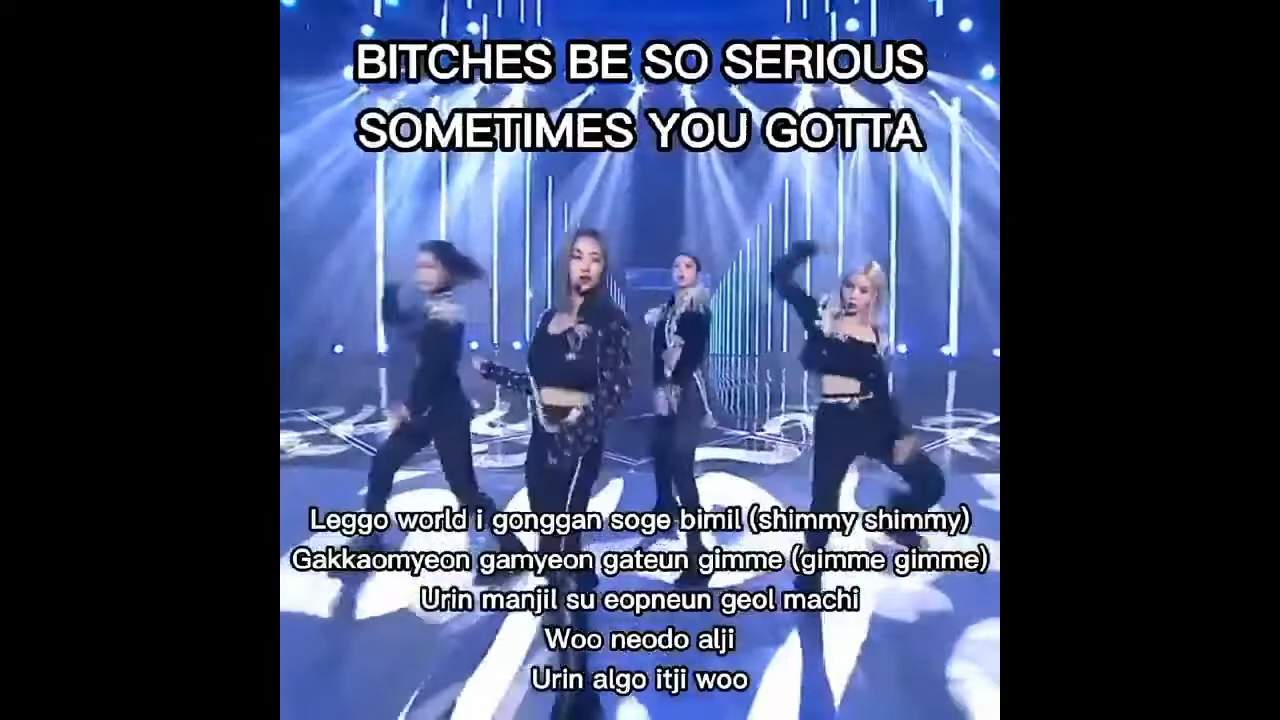 BITCHES BE SO SERIOUS
SOMETIMES YOU GOTTA
Leggo world i gonggan soge bimil (shimmy shimmy)
Gakkaomyeon gamyeon gateun gimme (gimme gimme)
Urin manjil su eopneun geol machi
Woo neodo alji
Urin algo itji woo